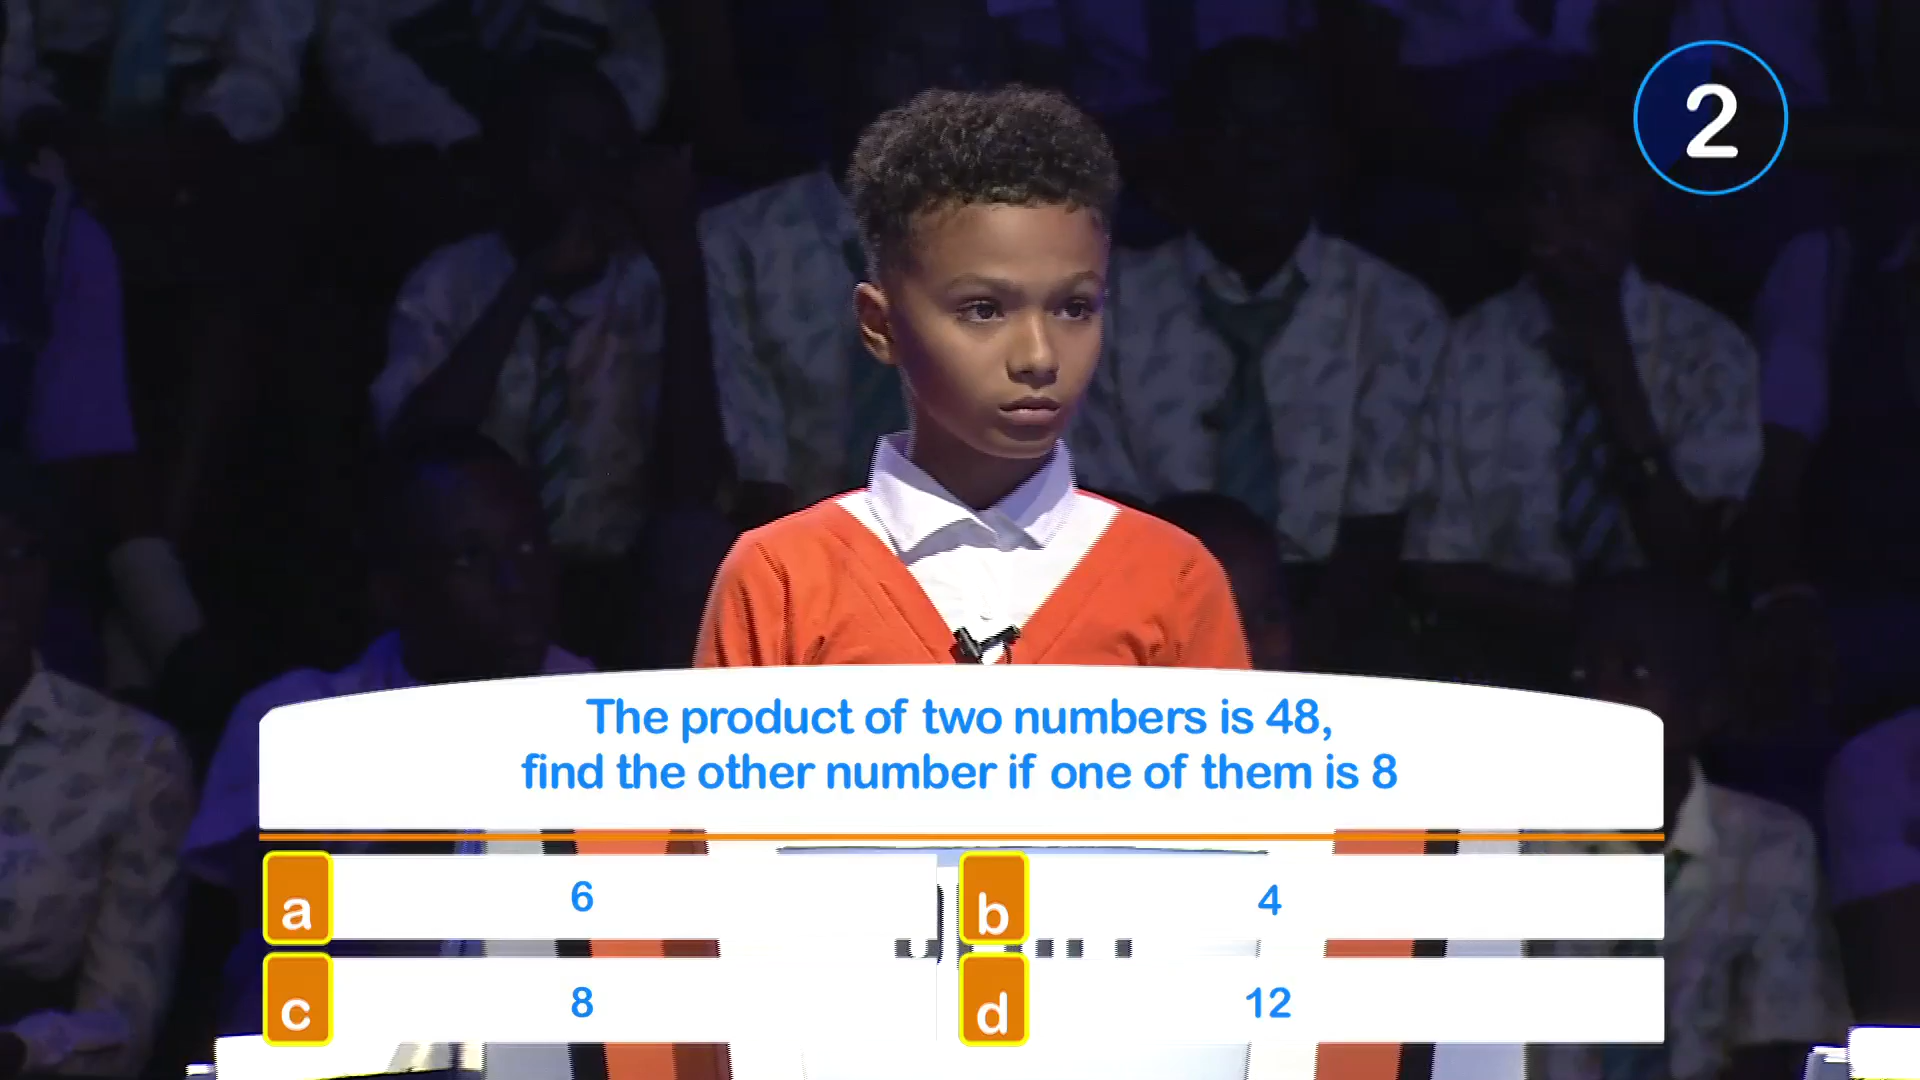 2
The product of two numbers is 48,
find the other number if one of them is 8
a 6
b 4
c 8
d 12